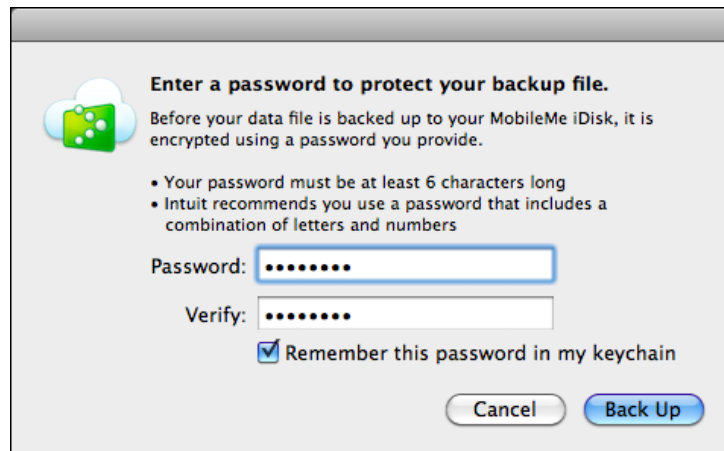 Enter a password to protect your backup file.
Before your data file is backed up to your MobileMe iDisk, it is
encrypted using a password you provide.
• Your password must be at least 6 characters long
• Intuit recommends you use a password that includes a
combination of letters and numbers
Password: ••••••••
Verify: ••••••••
Remember this password in my keychain
Cancel Back Up